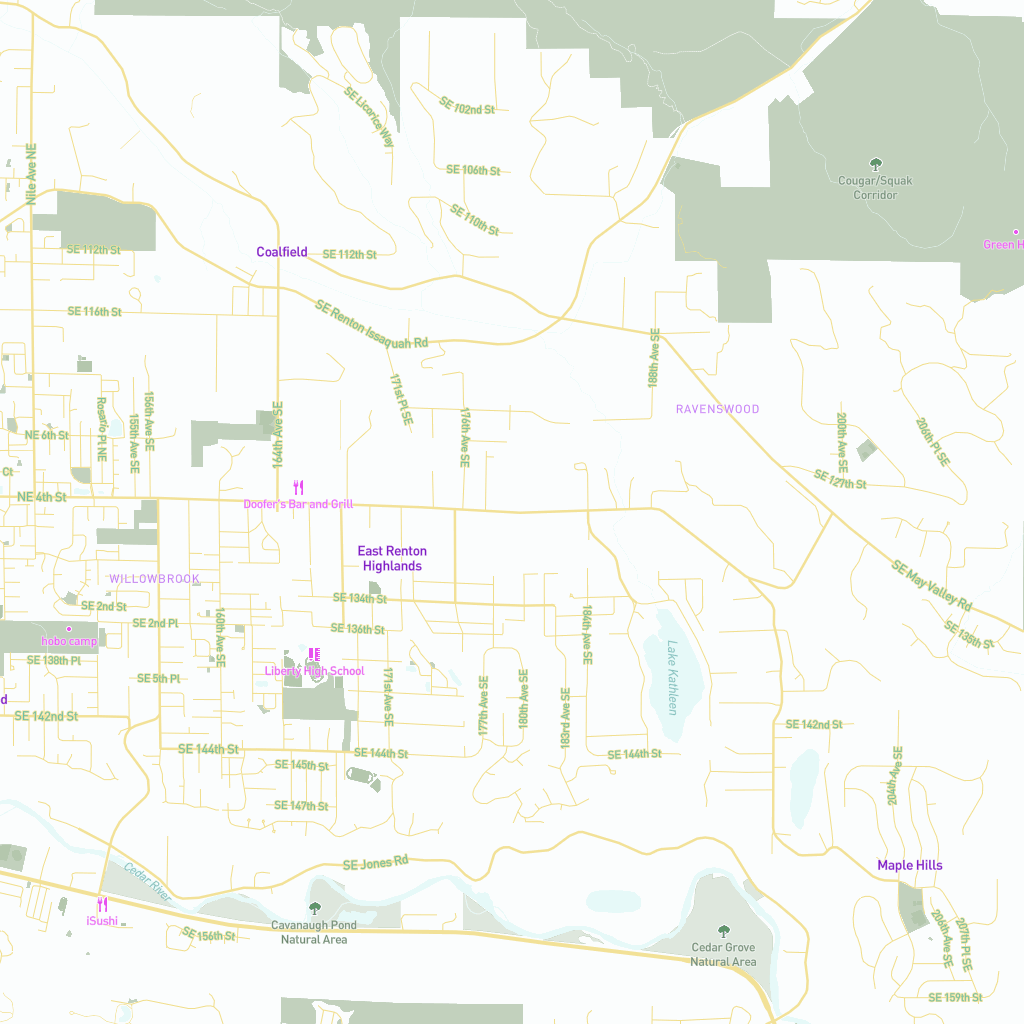 SE Licorice Way
SE 102nd St
Nile Ave NE
SE 106th St
Cougar/Squak
Corridor
SE 110th St
Green H
SE 112th St
Coalfield
SE 112th St
SE 116th St
SE Renton Issaquah Rd
188th Ave SE
171st Pl SE
RAVENSWOOD
Rosario Pl NE
155th Ave SE
156th Ave SE
164th Ave SE
176th Ave SE
200th Ave SE
206th Pl SE
NE 6th St
Ct
SE 127th St
NE 4th St
Doofer's Bar and Grill
East Renton
Highlands
WILLOWBROOK
SE May Valley Rd
SE 2nd St
SE 134th St
SE 2nd Pl
160th Ave SE
SE 136th St
184th Ave SE
SE 135th St
hobo camp
SE 138th Pl
Liberty High School
Lake Kathleen
SE 5th Pl
171st Ave SE
177th Ave SE
180th Ave SE
183rd Ave SE
d
SE 142nd St
SE 142nd St
SE 144th St
SE 144th St
SE 144th St
SE 145th St
204th Ave SE
SE 147th St
SE Jones Rd
Maple Hills
Cedar River
iSushi
Cavanaugh Pond
Natural Area
SE 156th St
Cedar Grove
Natural Area
206th Ave SE
207th Pl SE
SE 159th St